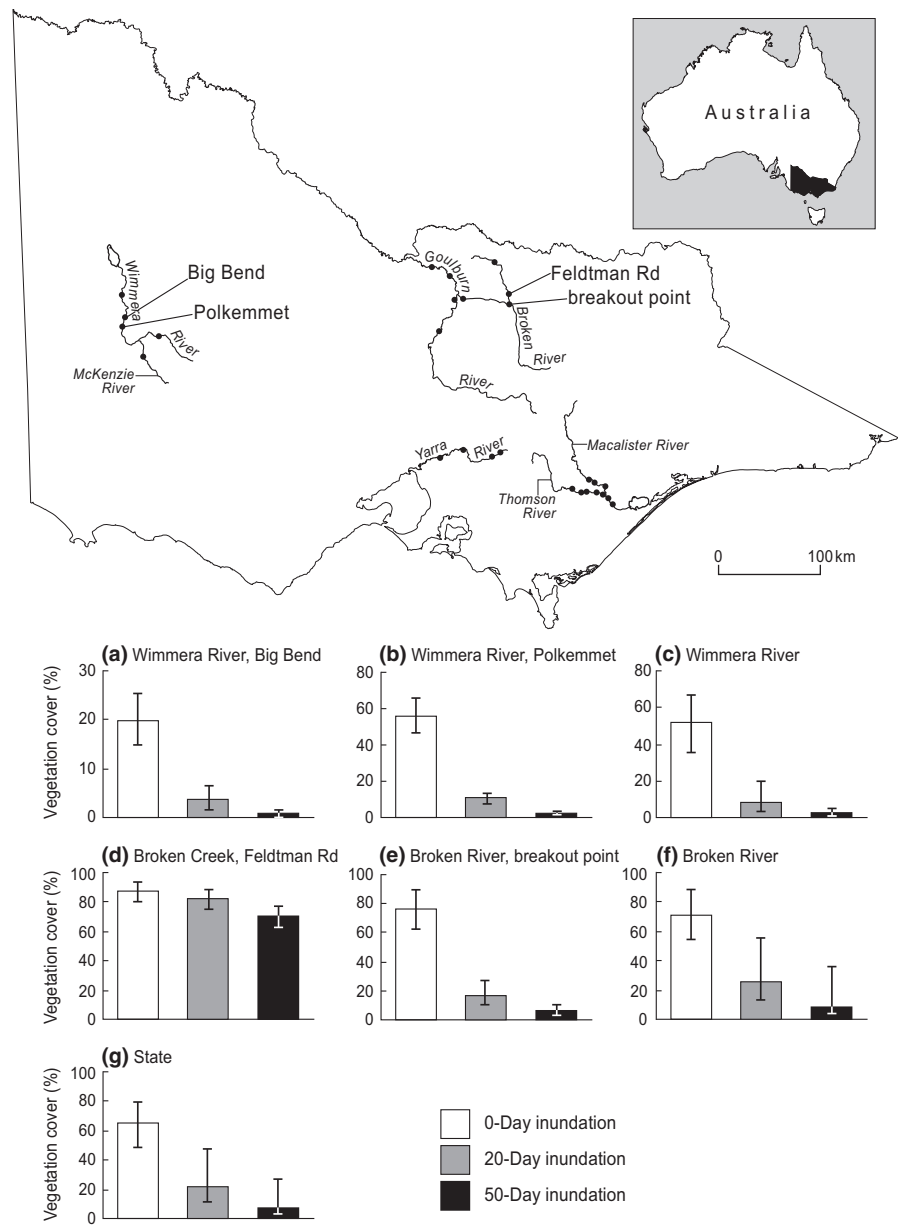 Australia
Goulburn
Wimmera
Big Bend
Polkemmet
River
McKenzie
River
Feldtman Rd
breakout point
Broken
River
River
Yarra
River
Macalister River
Thomson
River
0
100 km
(a) Wimmera River, Big Bend
(b) Wimmera River, Polkemmet
(c) Wimmera River
Vegetation cover (%)
30
20
10
0
80
60
40
20
0
80
60
40
20
0
(d) Broken Creek, Feldtman Rd
(e) Broken River, breakout point
(f) Broken River
Vegetation cover (%)
100
80
60
40
20
0
100
80
60
40
20
0
100
80
60
40
20
0
(g) State
Vegetation cover (%)
100
80
60
40
20
0
0-Day inundation
20-Day inundation
50-Day inundation